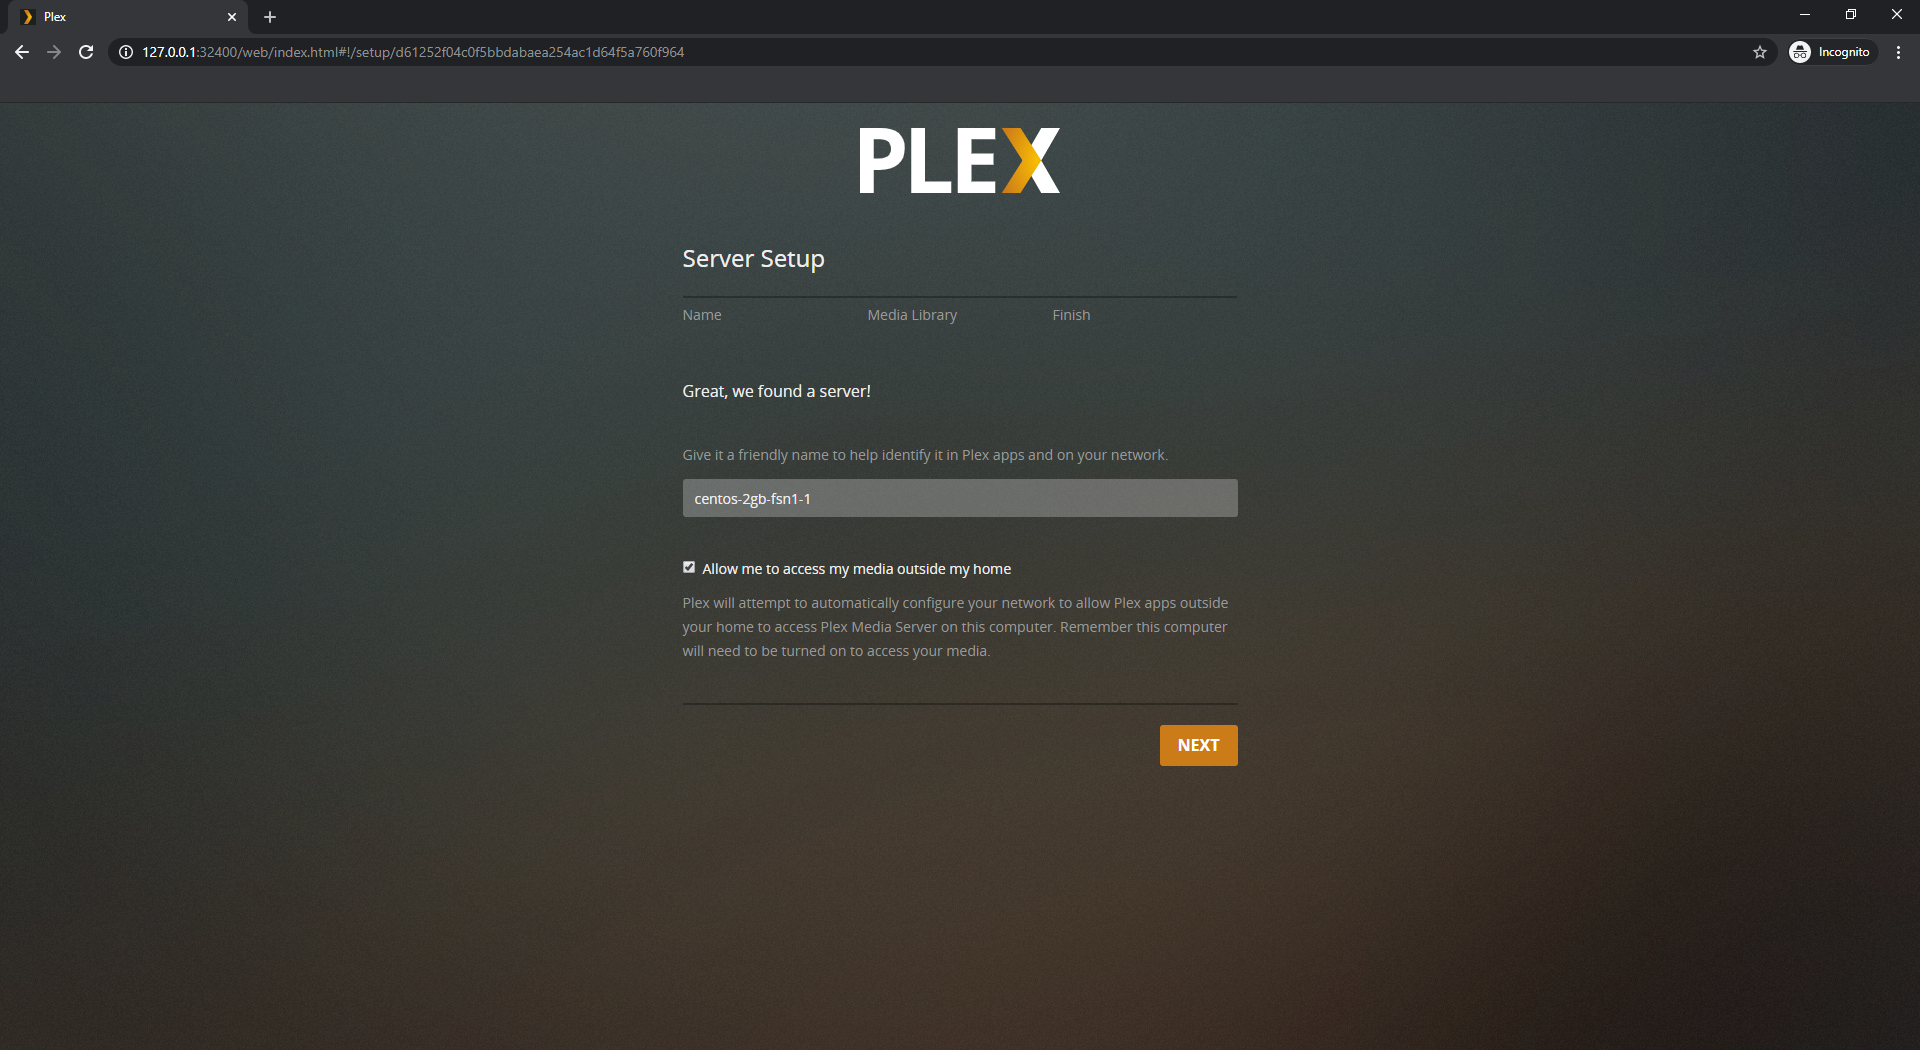 Plex
127.0.0.1:32400/web/index.html#!/setup/d61252f04c0f5bbdabaea254ac1d64f5a760f964
Incognito
PLEX
Server Setup
Name Media Library Finish
Great, we found a server!
Give it a friendly name to help identify it in Plex apps and on your network.
centos-2gb-fsn1-1
Allow me to access my media outside my home
Plex will attempt to automatically configure your network to allow Plex apps outside
your home to access Plex Media Server on this computer. Remember this computer
will need to be turned on to access your media.
NEXT